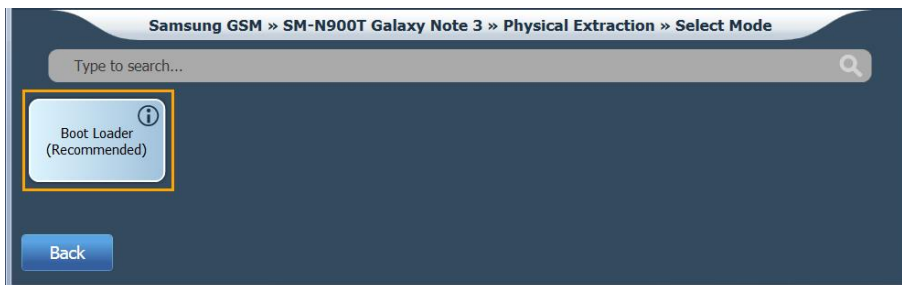 Samsung GSM » SM-N900T Galaxy Note 3 » Physical Extraction » Select Mode
Type to search...
Boot Loader
(Recommended)
Back